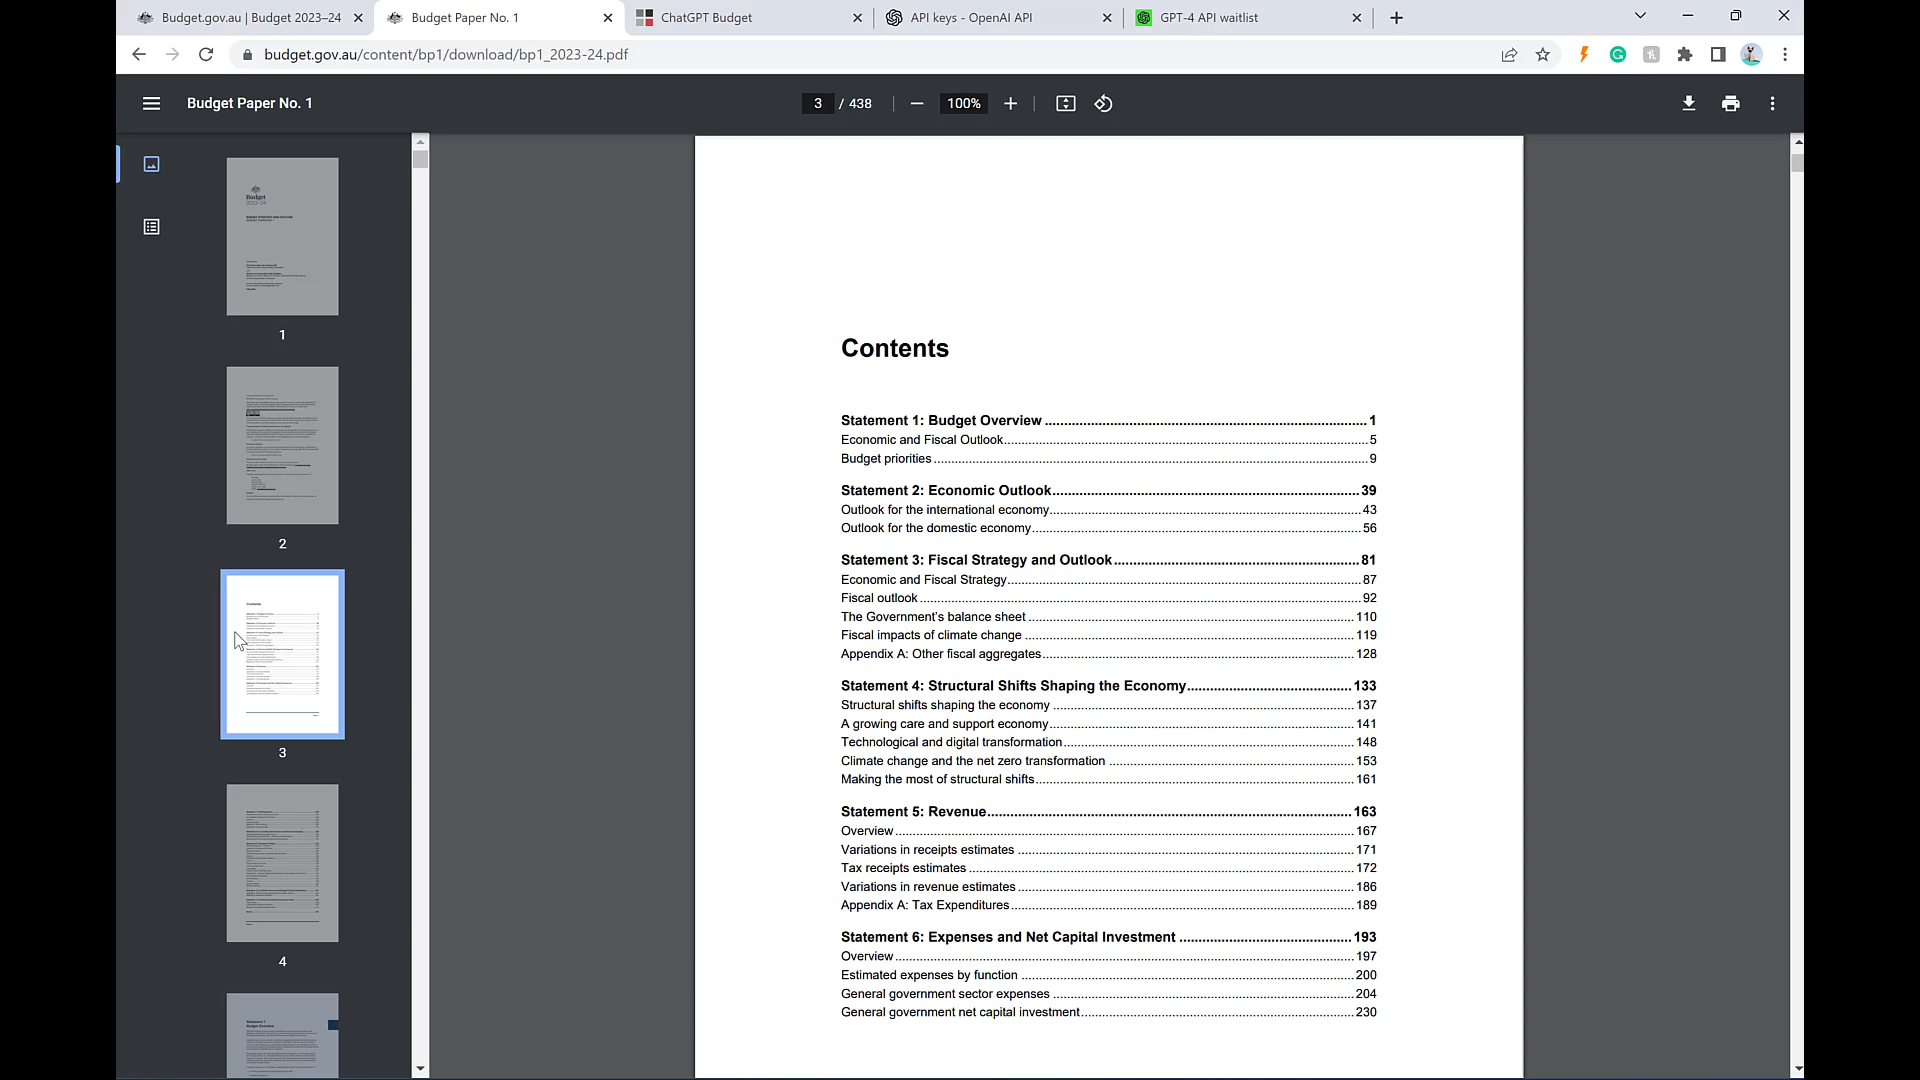 Budget.gov.au | Budget 2023–24
Budget Paper No. 1
ChatGPT Budget
API keys - OpenAI API
GPT-4 API waitlist
budget.gov.au/content/bp1/download/bp1_2023-24.pdf
Budget Paper No. 1
3 / 438
100%
Budget
1
2
Contents
3
4
Contents
Statement 1: Budget Overview 1
Economic and Fiscal Outlook 5
Budget priorities 9
Statement 2: Economic Outlook 39
Outlook for the international economy 43
Outlook for the domestic economy 56
Statement 3: Fiscal Strategy and Outlook 81
Economic and Fiscal Strategy 87
Fiscal outlook 92
The Government's balance sheet 110
Fiscal impacts of climate change 119
Appendix A: Other fiscal aggregates 128
Statement 4: Structural Shifts Shaping the Economy 133
Structural shifts shaping the economy 137
A growing care and support economy 141
Technological and digital transformation 148
Climate change and the net zero transformation 153
Making the most of structural shifts 161
Statement 5: Revenue 163
Overview 167
Variations in receipts estimates 171
Tax receipts estimates 172
Variations in revenue estimates 186
Appendix A: Tax Expenditures 189
Statement 6: Expenses and Net Capital Investment 193
Overview 197
Estimated expenses by function 200
General government sector expenses 204
General government net capital investment 230